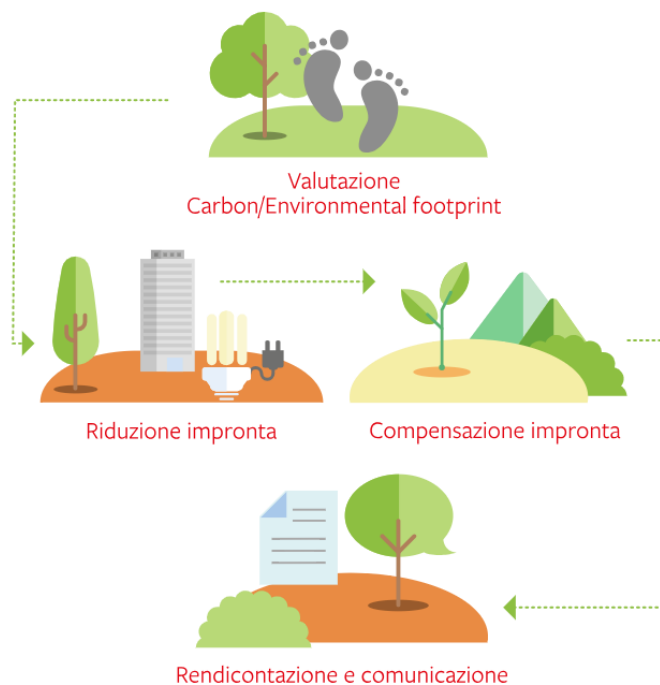 Valutazione
Carbon/Environmental footprint
Riduzione impronta
Compensazione impronta
Rendicontazione e comunicazione